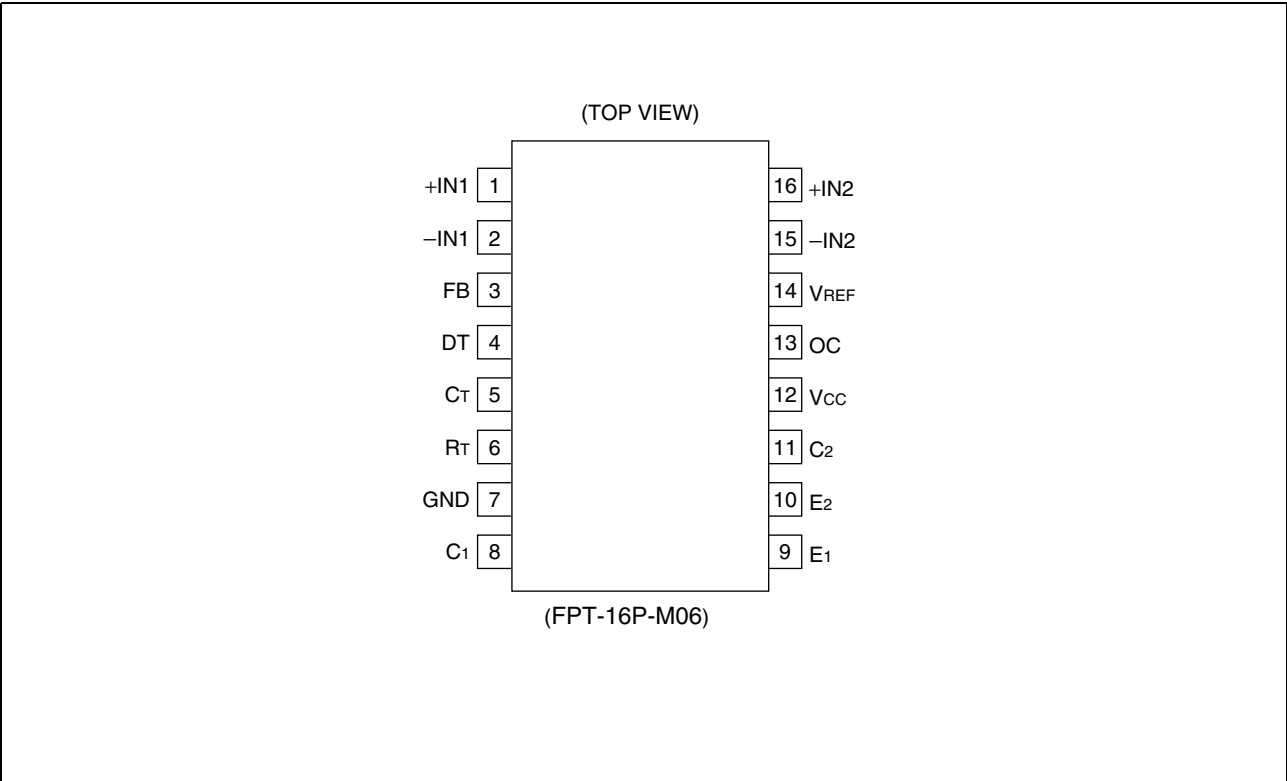 (TOP VIEW)
+IN1 1 16 +IN2
−IN1 2 15 −IN2
FB 3 14 VREF
DT 4 13 OC
CT 5 12 VCC
RT 6 11 C2
GND 7 10 E2
C1 8 9 E1
(FPT-16P-M06)